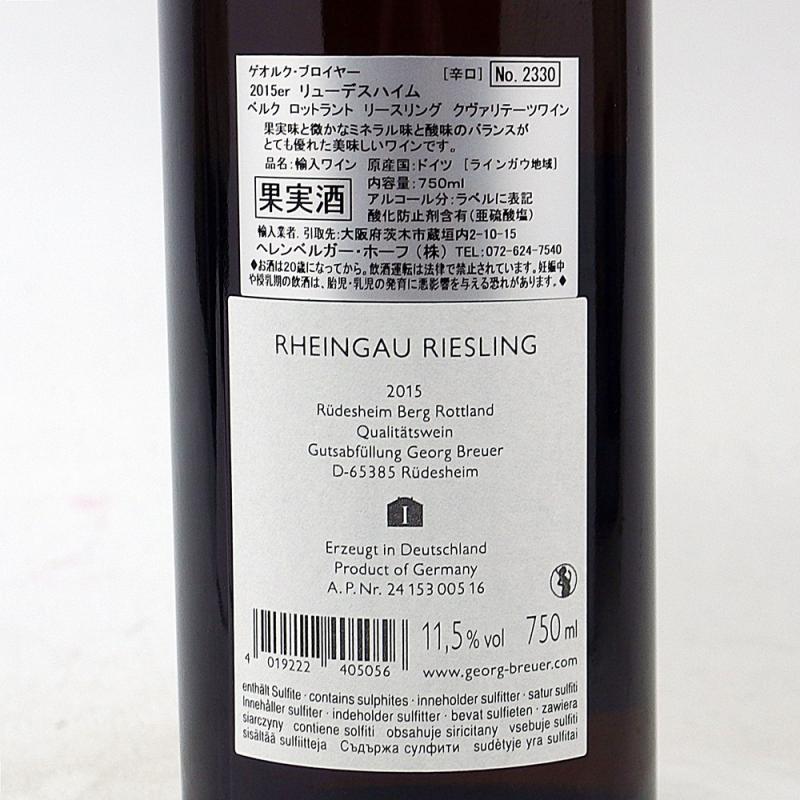 ゲオルク・ブロイヤー [辛口] No. 2330
2015er リューデスハイム
ベルク ロットラント リースリング クヴァリテーツワイン
果実味と微かなミネラル味と酸味のバランスが
とても優れた美味しいワインです。
品名:輸入ワイン 原産国:ドイツ [ラインガウ地域]
果実酒
内容量:750ml
アルコール分:ラベルに表記
酸化防止剤含有(亜硫酸塩)
輸入業者. 引取先:大阪府茨木市蔵垣内2-10-15
ヘレンベルガー・ホーフ(株) TEL:072-624-7540
♦お酒は20歳になってから。飲酒運転は法律で禁止されています。妊娠中
や授乳期の飲酒は、胎児・乳児の発育に悪影響を与える恐れがあります。♦
RHEINGAU RIESLING
2015
Rüdesheim Berg Rottland
Qualitätswein
Gutsabfüllung Georg Breuer
D-65385 Rüdesheim
I
Erzeugt in Deutschland
Product of Germany
A. P. Nr. 24 153 005 16
11,5 % vol 750 ml
4 019222 405056
www.georg-breuer.com
enthält Sulfite · contains sulphites · inneholder sulfitter · satur sulfiti
Innehåller sulfiter · indeholder sulfitter · bevat sulfieten · zawiera
siarczyny contiene solfiti obsahuje siricitany vsebuje sulfiti
sisältää sulfiitteja Съдържа сулфити sudėtyje yra sulfitai